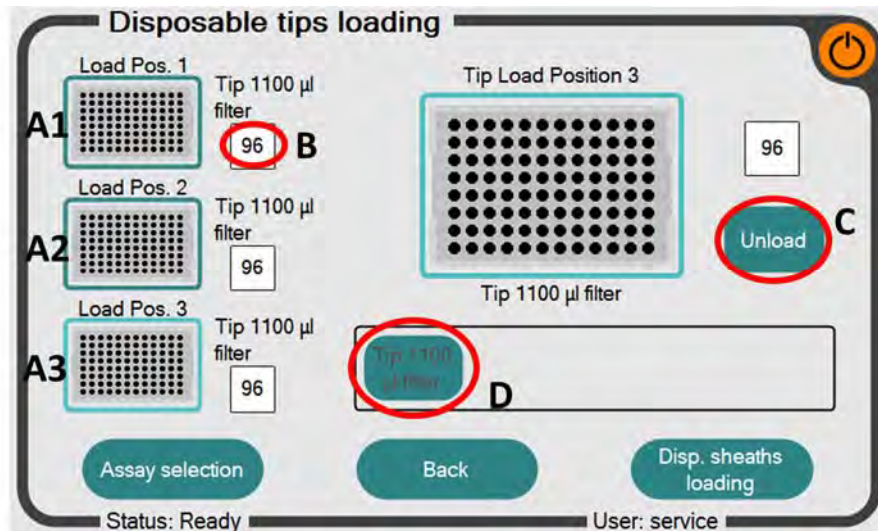 Disposable tips loading
Load Pos. 1
Tip 1100 µl
filter
A1
96
B
Load Pos. 2
Tip 1100 µl
filter
A2
96
Load Pos. 3
Tip 1100 µl
filter
A3
96
Tip Load Position 3
96
Unload
C
Tip 1100 µl filter
Tip 1100
µl filter
D
Assay selection
Back
Disp. sheaths
loading
Status: Ready
User: service